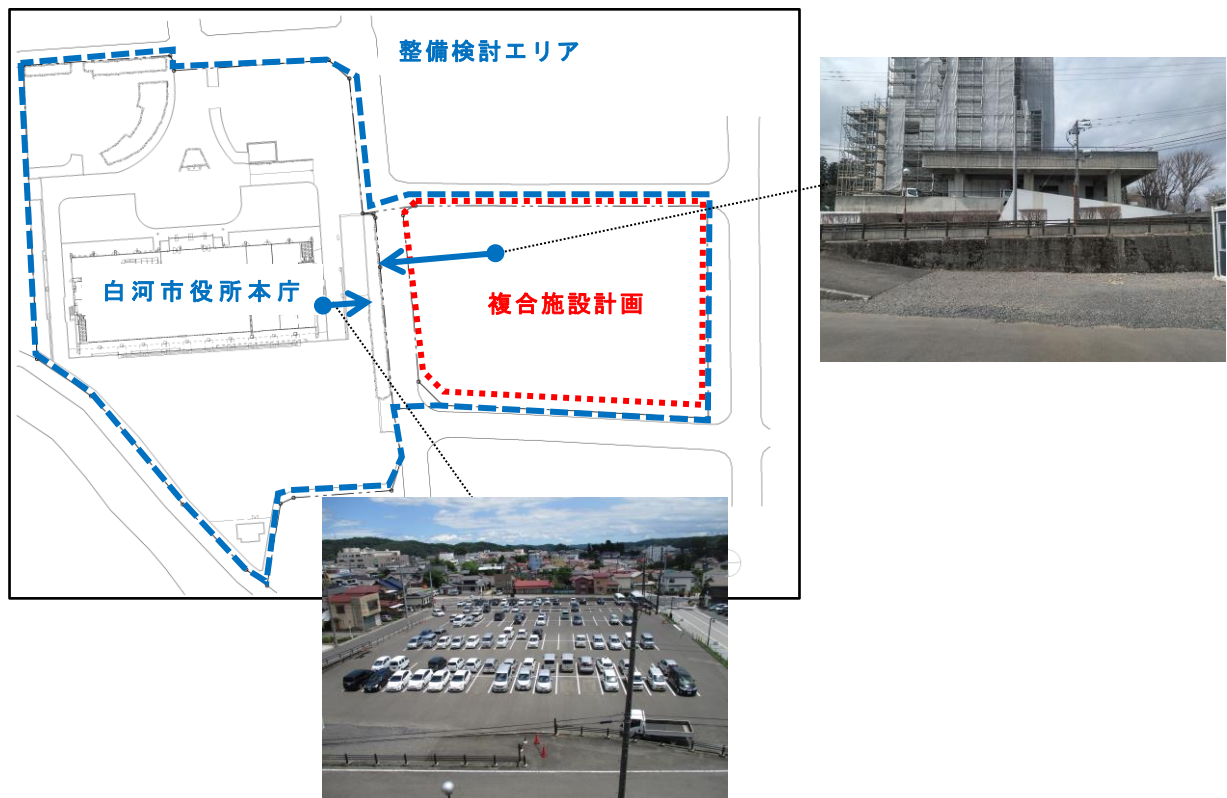 整備検討エリア
白河市役所本庁
複合施設計画